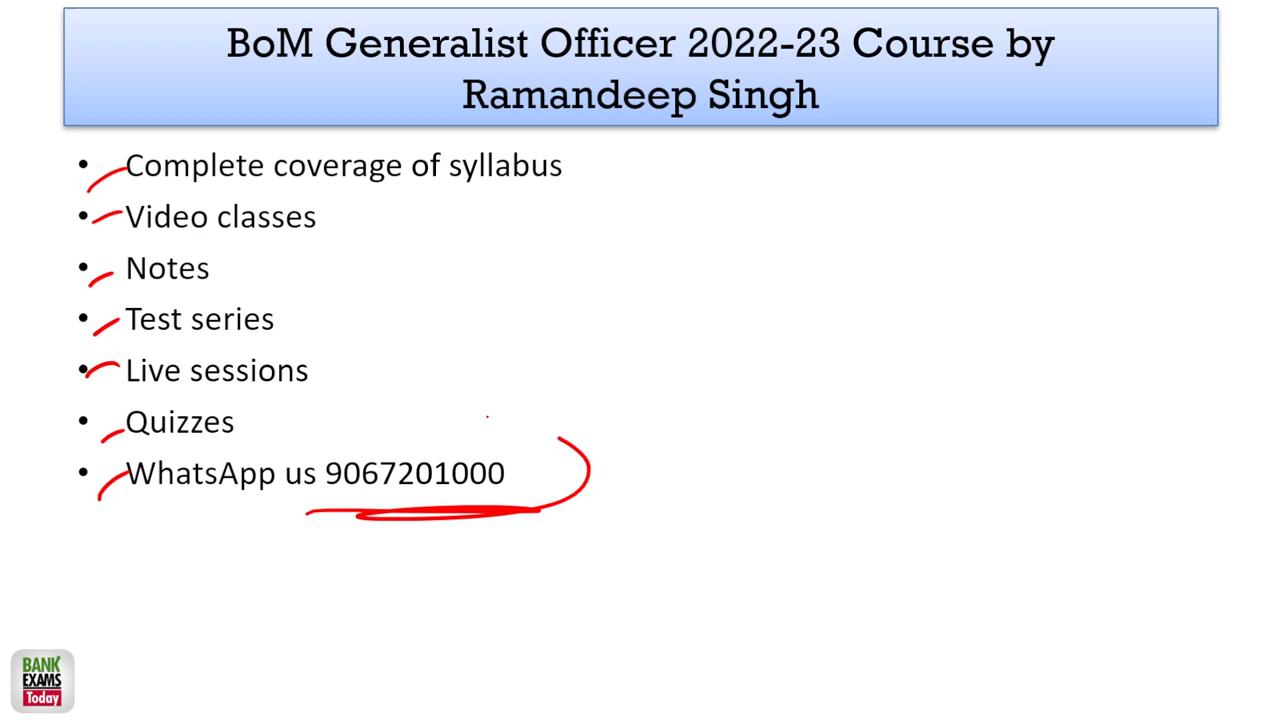 BoM Generalist Officer 2022-23 Course by
Ramandeep Singh
• Complete coverage of syllabus
• Video classes
• Notes
• Test series
• Live sessions
• Quizzes
• WhatsApp us 9067201000
BANK
EXAMS
Today